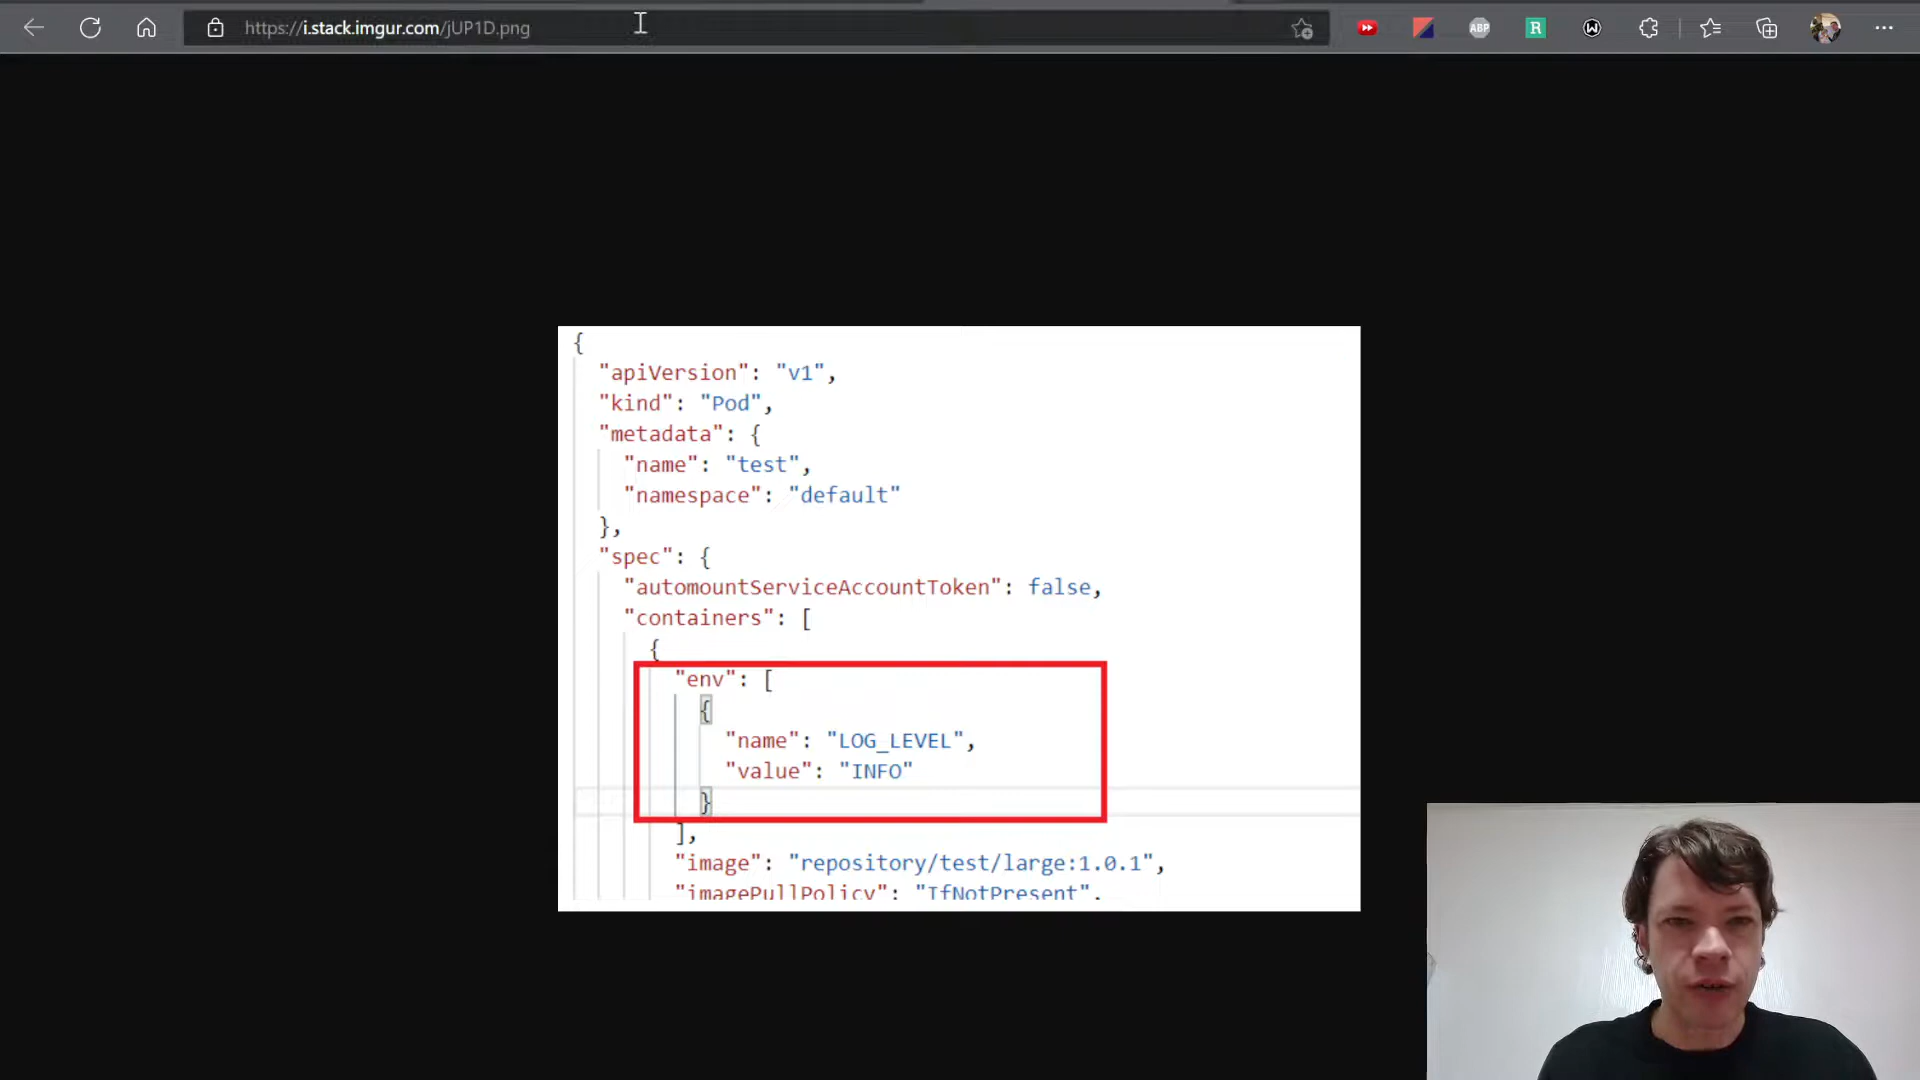 https://i.stack.imgur.com/jUP1D.png
ABP
R
W
{
"apiVersion": "v1",
"kind": "Pod",
"metadata": {
"name": "test",
"namespace": "default"
},
"spec": {
"automountServiceAccountToken": false,
"containers": [
{
"env": [
{
"name": "LOG_LEVEL",
"value": "INFO"
}
],
"image": "repository/test/large:1.0.1",
"imagePullPolicy": "IfNotPresent",